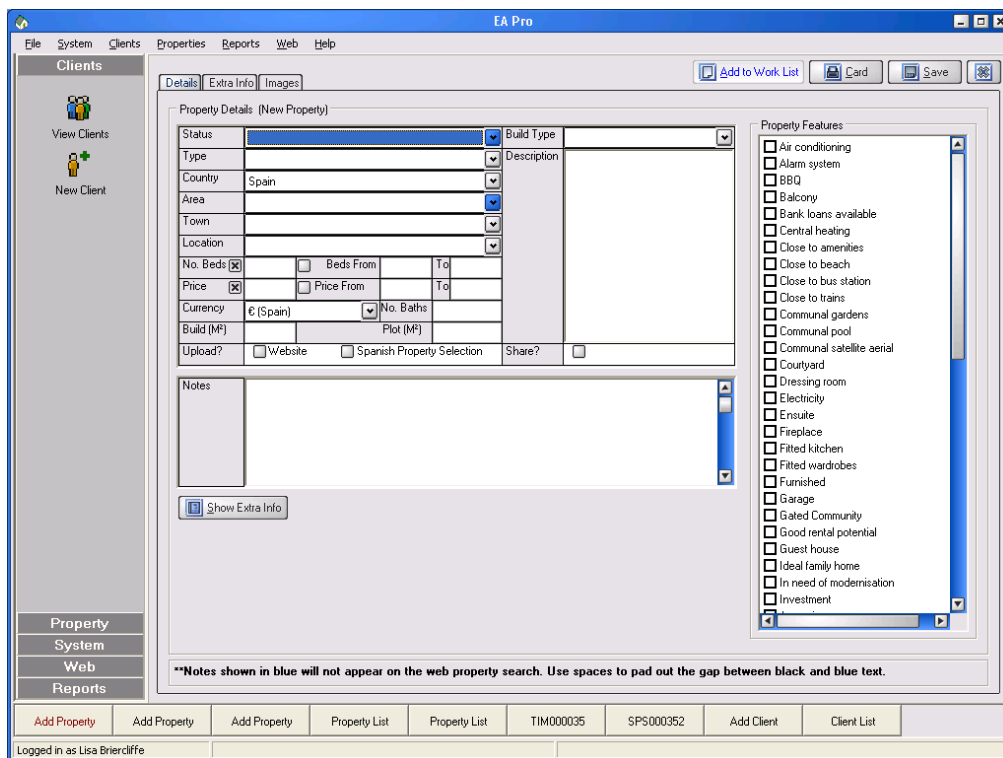 EA Pro
File System Clients Properties Reports Web Help
Clients
View Clients
New Client
Property
System
Web
Reports
Add to Work List Card Save
Details Extra Info Images
Property Details (New Property)
Status
Build Type
Type
Description
Country Spain
Area
Town
Location
No. Beds Beds From To
Price Price From To
Currency € (Spain) No. Baths
Build (M²) Plot (M²)
Upload? Website Spanish Property Selection Share?
Notes
Show Extra Info
Property Features
Air conditioning
Alarm system
BBQ
Balcony
Bank loans available
Central heating
Close to amenities
Close to beach
Close to bus station
Close to trains
Communal gardens
Communal pool
Communal satellite aerial
Courtyard
Dressing room
Electricity
Ensuite
Fireplace
Fitted kitchen
Fitted wardrobes
Furnished
Garage
Gated Community
Good rental potential
Guest house
Ideal family home
In need of modernisation
Investment
**Notes shown in blue will not appear on the web property search. Use spaces to pad out the gap between black and blue text.
Add Property Add Property Add Property Property List Property List TIM000035 SPS000352 Add Client Client List
Logged in as Lisa Briercliffe